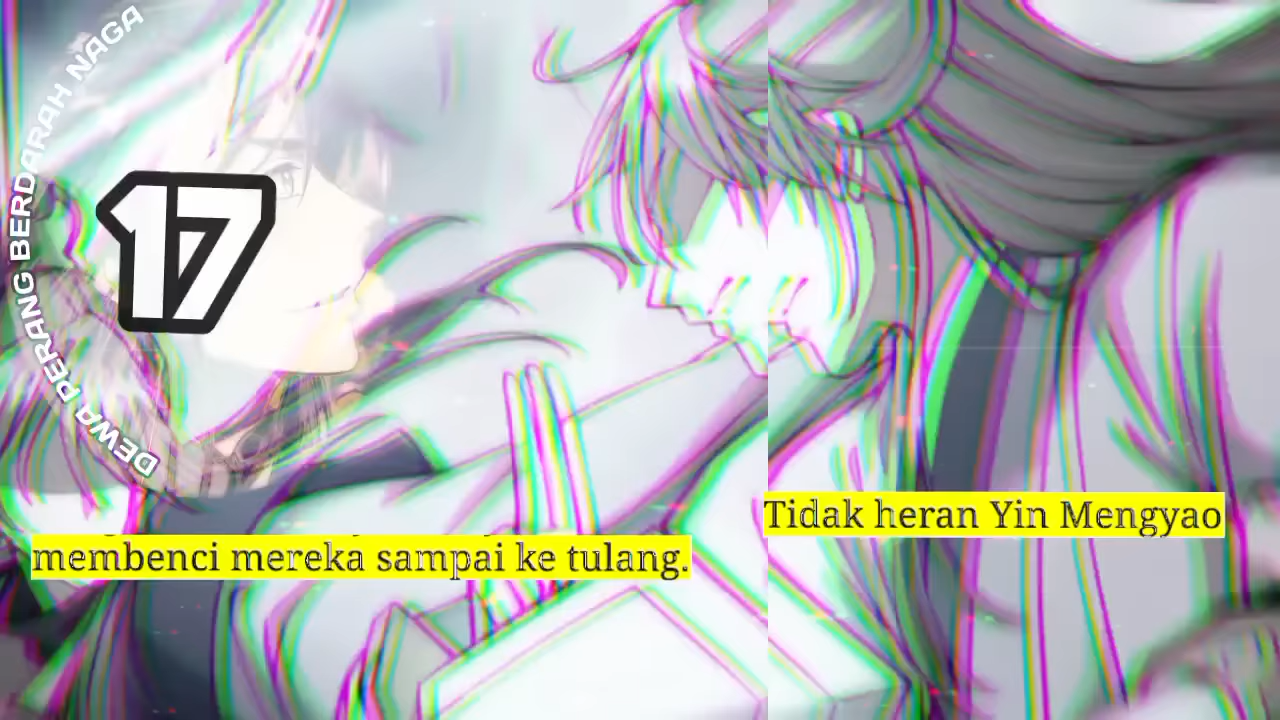 DEWA PERANG BERDARAH NAGA
17
Tidak heran Yin Mengyao
membenci mereka sampai ke tulang.